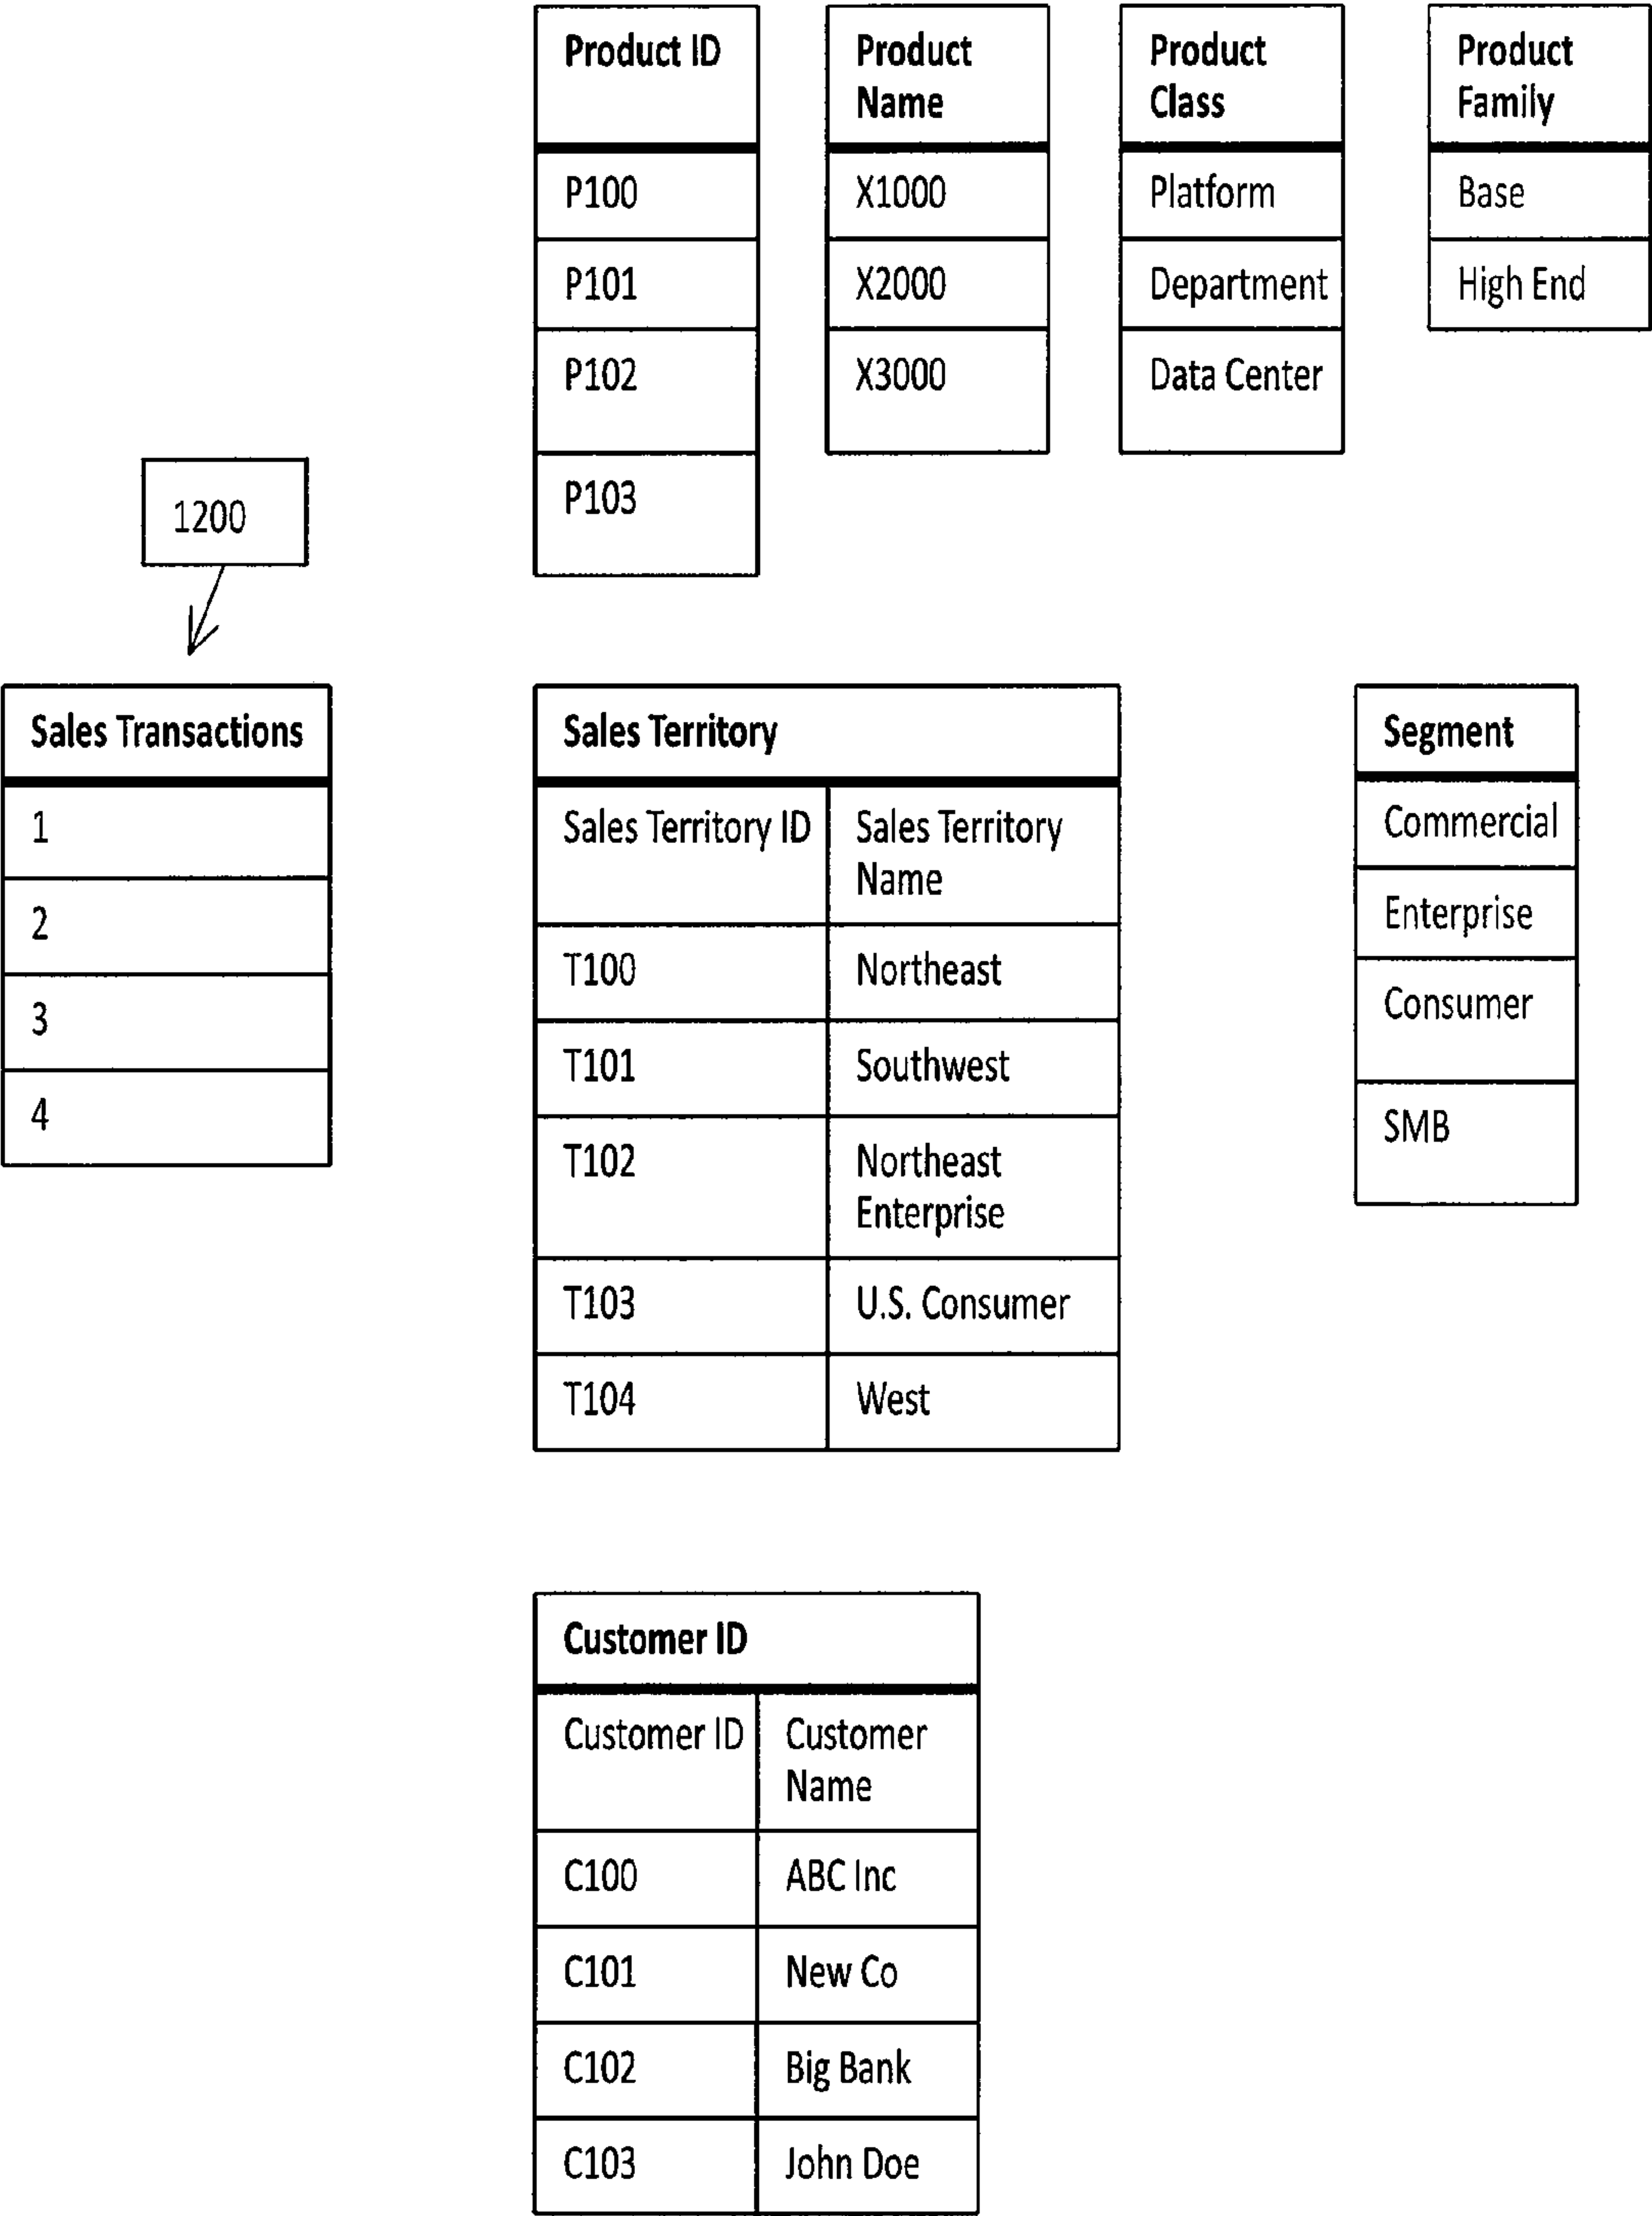 Product ID
P100
P101
P102
P103
Product
Name
X1000
X2000
X3000
Product
Class
Platform
Department
Data Center
Product
Family
Base
High End
1200
Sales Transactions
1
2
3
4
Sales Territory
Sales Territory ID
Sales Territory
Name
T100
Northeast
T101
Southwest
T102
Northeast
Enterprise
T103
U.S. Consumer
T104
West
Segment
Commercial
Enterprise
Consumer
SMB
Customer ID
Customer ID
Customer
Name
C100
ABC Inc
C101
New Co
C102
Big Bank
C103
John Doe